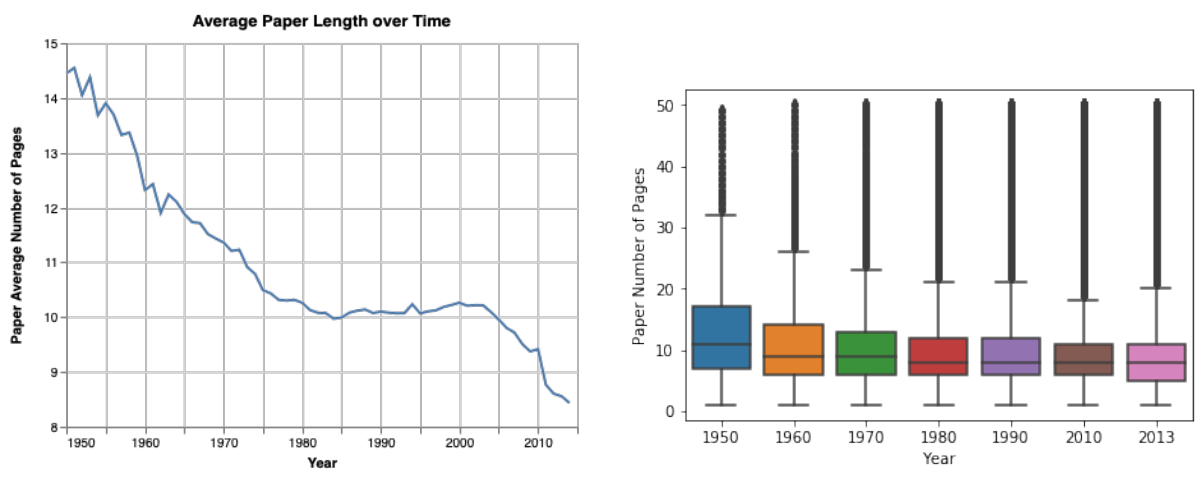 Average Paper Length over Time
Paper Average Number of Pages
15
14
13
12
11
10
9
8
1950 1960 1970 1980 1990 2000 2010
Year
Paper Number of Pages
50
40
30
20
10
0
1950 1960 1970 1980 1990 2010 2013
Year